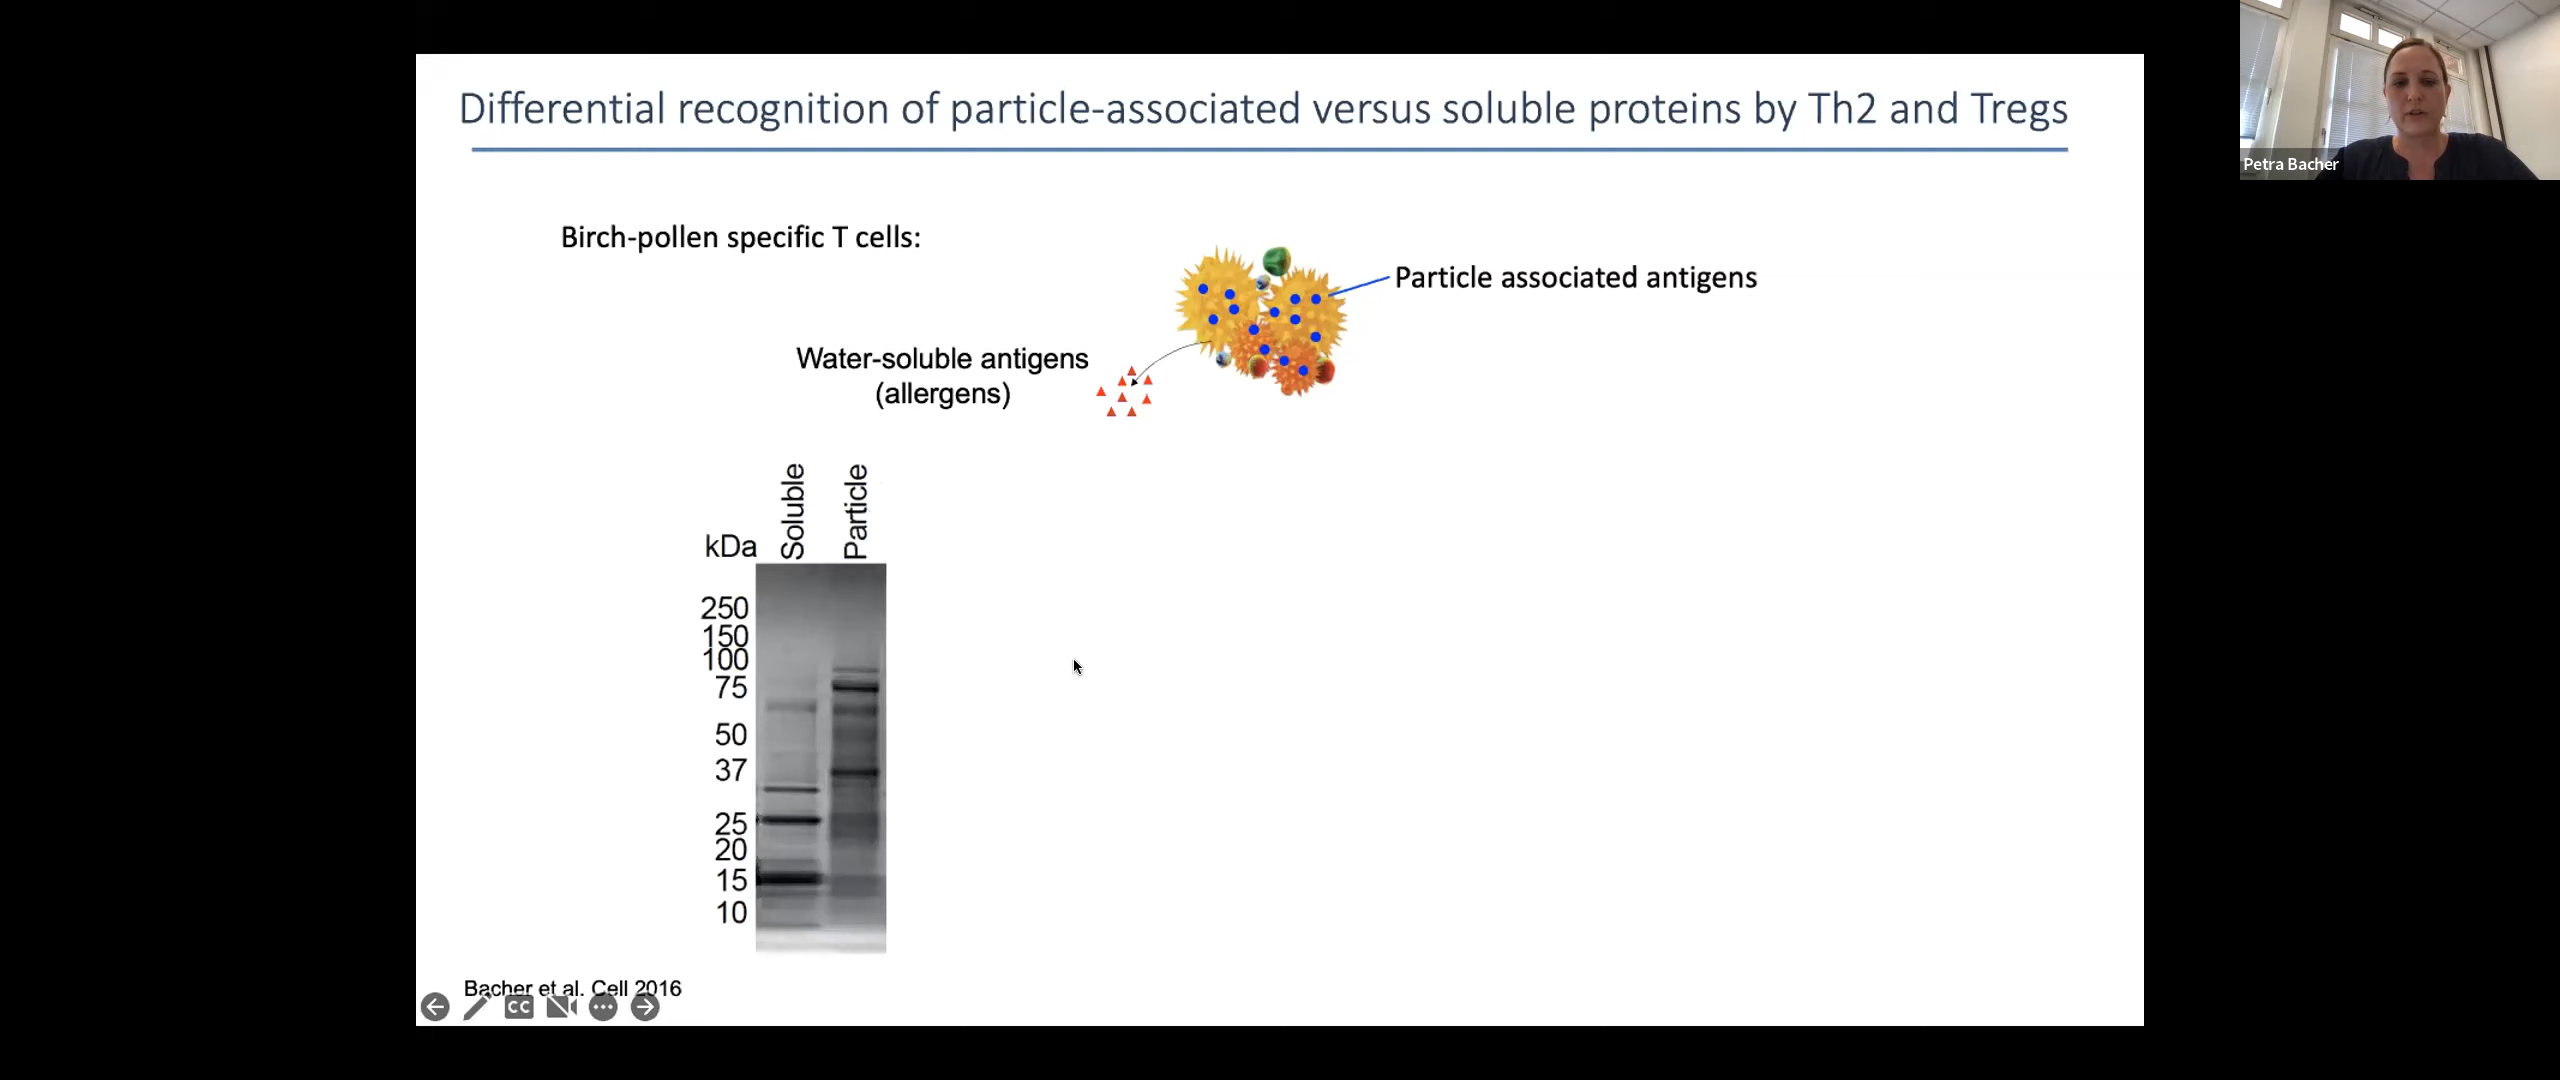 Differential recognition of particle-associated versus soluble proteins by Th2 and Tregs
Petra Bacher
Birch-pollen specific T cells:
Particle associated antigens
Water-soluble antigens
(allergens)
Soluble
Particle
kDa
250
150
100
75
50
37
25
20
15
10
Bacher et al. Cell 2016
CC